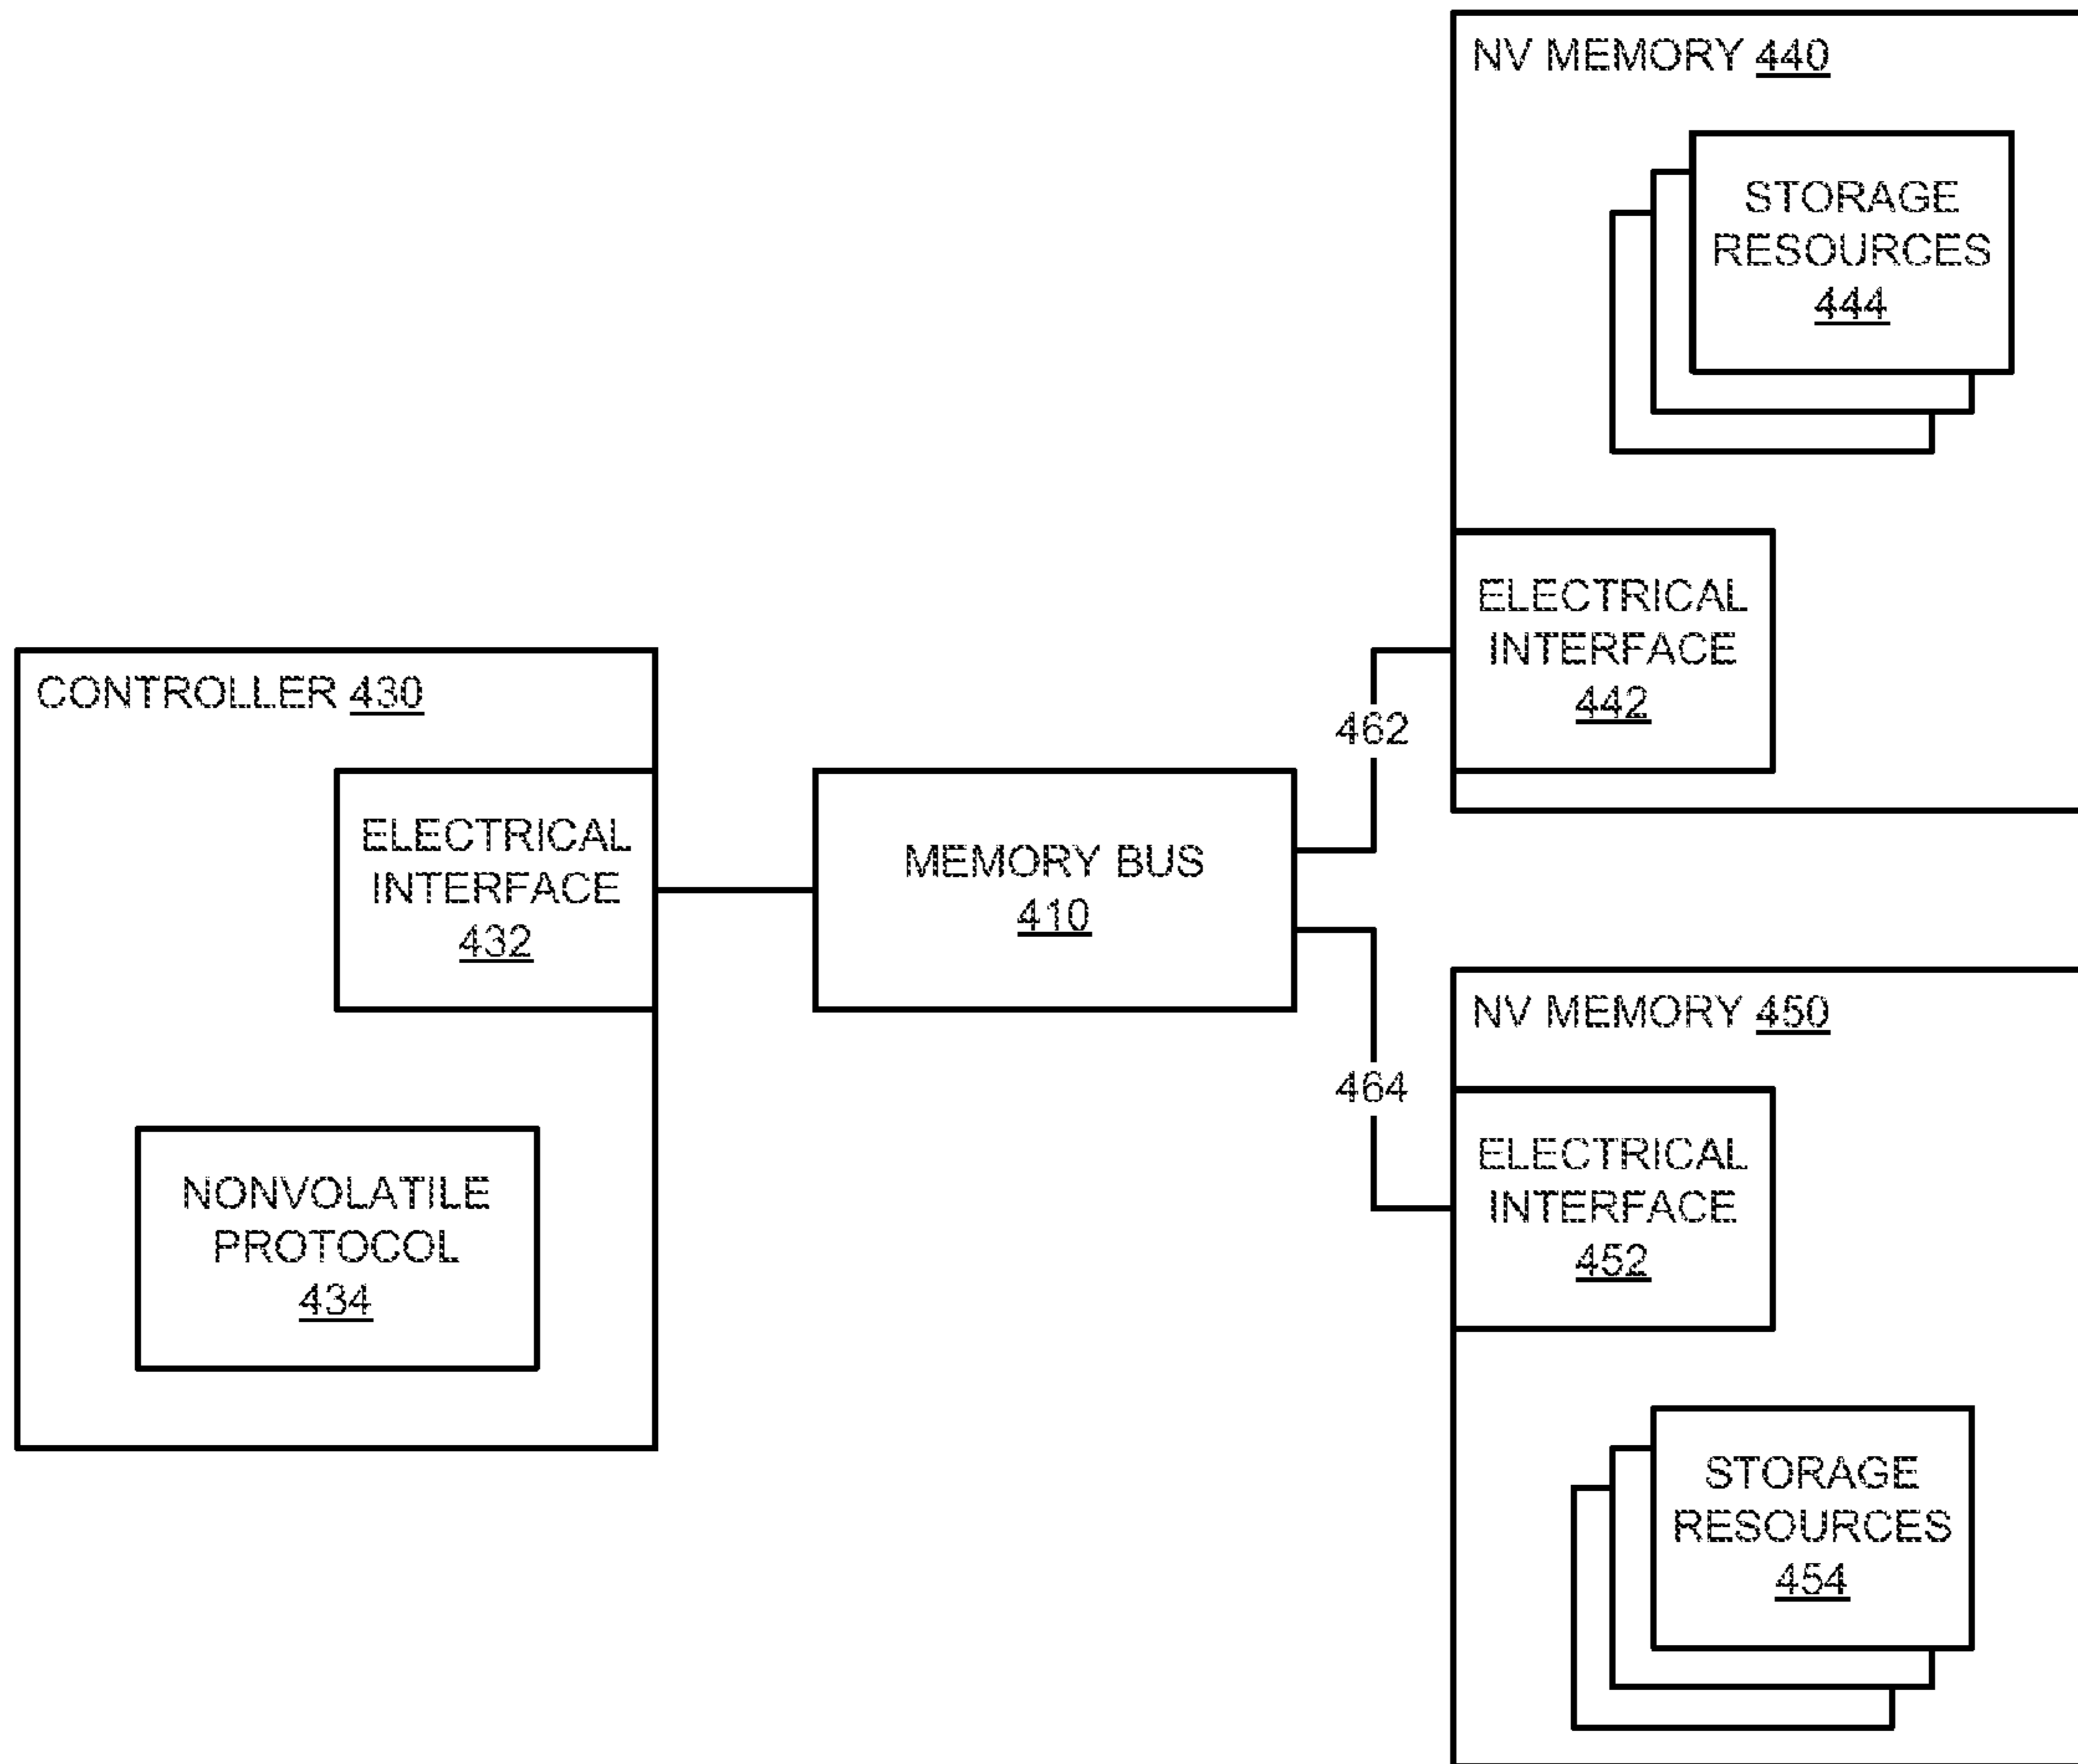 NV MEMORY 440
STORAGE
RESOURCES
444
ELECTRICAL
INTERFACE
442
CONTROLLER 430
ELECTRICAL
INTERFACE
432
NONVOLATILE
PROTOCOL
434
MEMORY BUS
410
462
464
NV MEMORY 450
ELECTRICAL
INTERFACE
452
STORAGE
RESOURCES
454